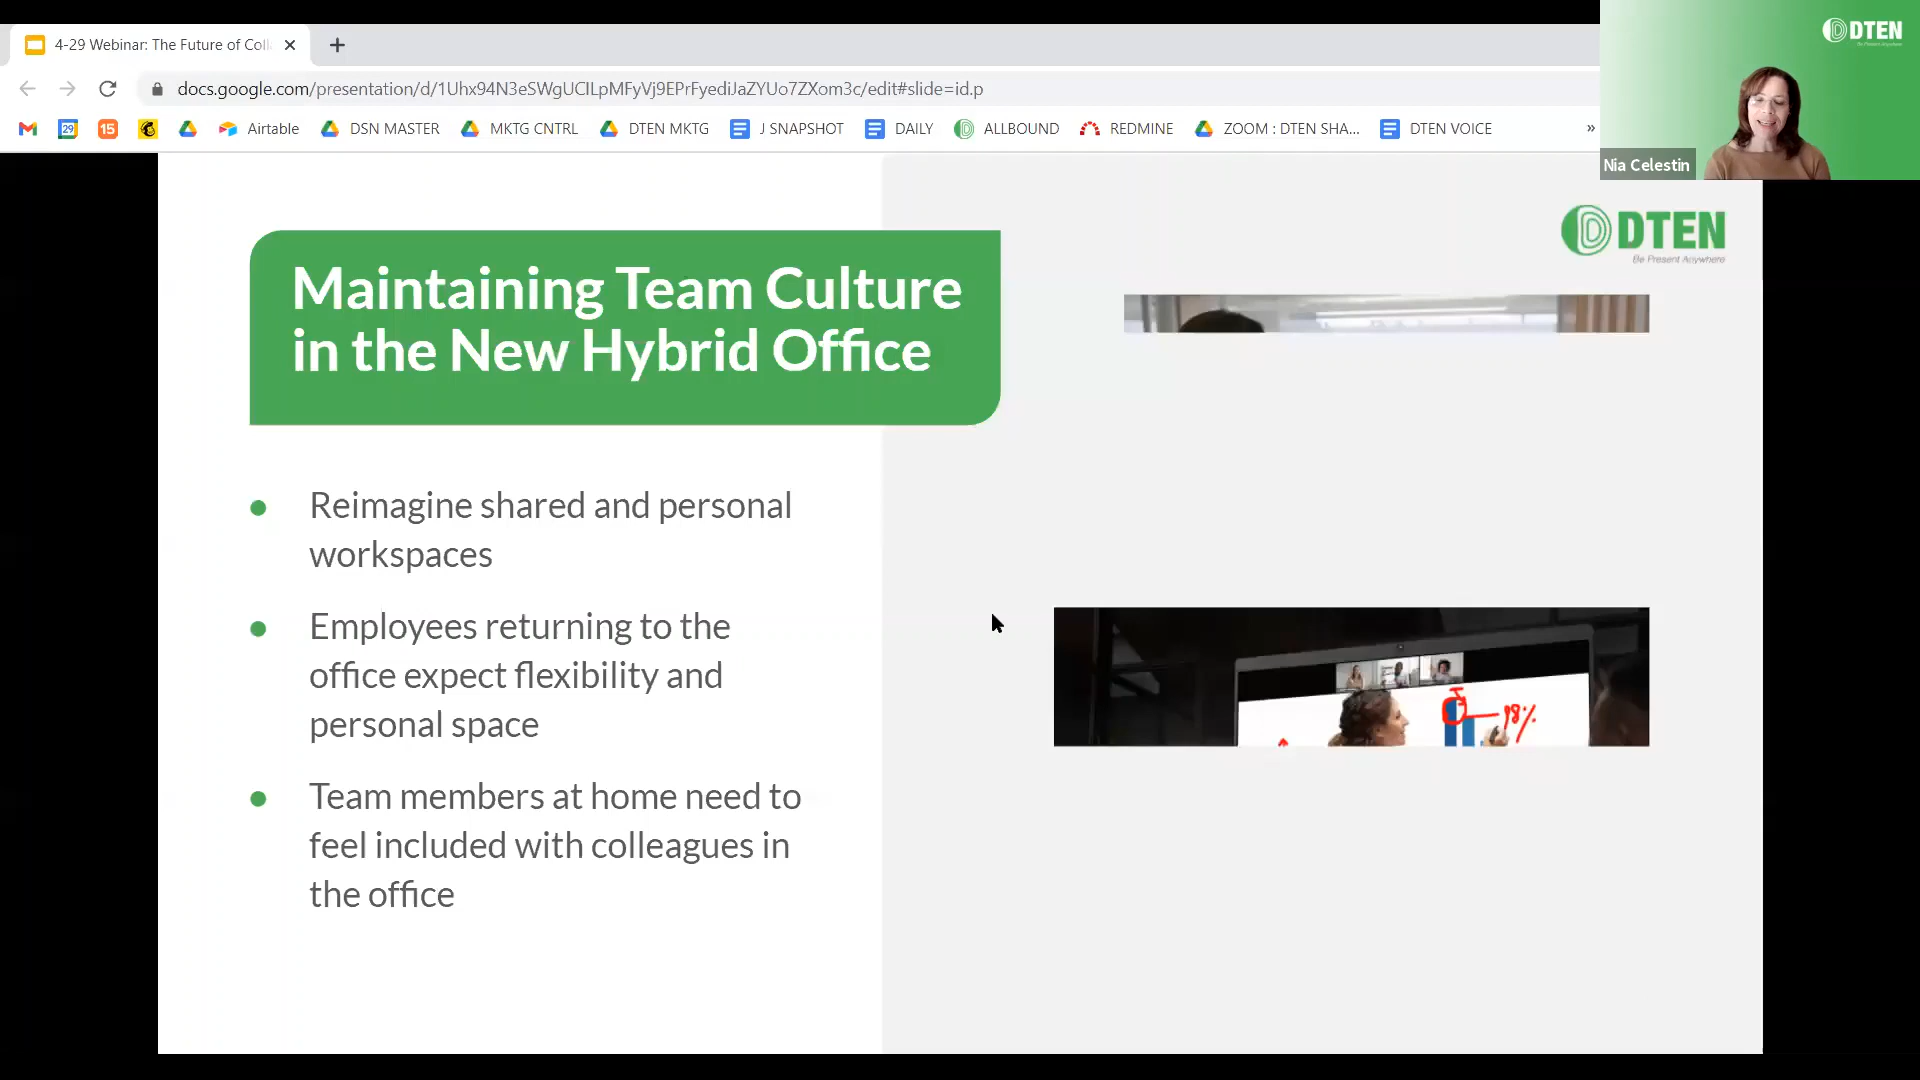 4-29 Webinar: The Future of Coll
docs.google.com/presentation/d/1Uhx94N3eSWgUCILpMFyVj9EPrFyediJaZYUo7ZXom3c/edit#slide=id.p
29 15 Airtable DSN MASTER MKTG CNTRL DTEN MKTG J SNAPSHOT DAILY ALLBOUND REDMINE ZOOM : DTEN SHA... DTEN VOICE »
DTEN
Be Present Anywhere
Nia Celestin
DTEN
Be Present Anywhere
Maintaining Team Culture
in the New Hybrid Office
Reimagine shared and personal
workspaces
Employees returning to the
office expect flexibility and
personal space
Team members at home need to
feel included with colleagues in
the office
98%